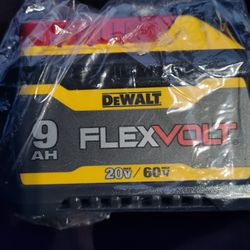 DEWALT
9
AH
FLEXVOLT
20V / 60V